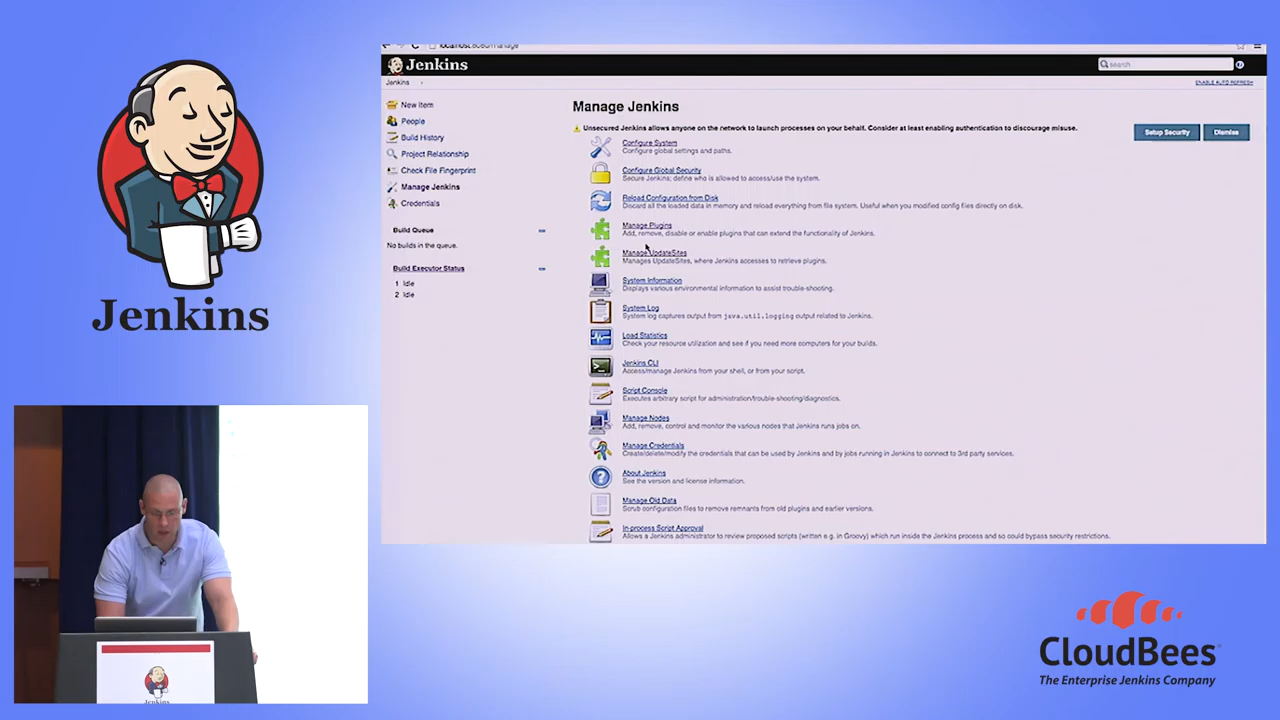 Jenkins
localhost:8080/manage
Jenkins
search
Jenkins
ENABLE AUTO REFRESH
New Item
People
Build History
Project Relationship
Check File Fingerprint
Manage Jenkins
Credentials
Build Queue
No builds in the queue.
Build Executor Status
1 Idle
2 Idle
Manage Jenkins
Unsecured Jenkins allows anyone on the network to launch processes on your behalf. Consider at least enabling authentication to discourage misuse.
Setup Security
Dismiss
Configure System
Configure global settings and paths.
Configure Global Security
Secure Jenkins; define who is allowed to access/use the system.
Reload Configuration from Disk
Discard all the loaded data in memory and reload everything from file system. Useful when you modified config files directly on disk.
Manage Plugins
Add, remove, disable or enable plugins that can extend the functionality of Jenkins.
Manage UpdateSites
Manages UpdateSites, where Jenkins accesses to retrieve plugins.
System Information
Displays various environmental information to assist trouble-shooting.
System Log
System log captures output from java.util.logging output related to Jenkins.
Load Statistics
Check your resource utilization and see if you need more computers for your builds.
Jenkins CLI
Access/manage Jenkins from your shell, or from your script.
Script Console
Executes arbitrary script for administration/trouble-shooting/diagnostics.
Manage Nodes
Add, remove, control and monitor the various nodes that Jenkins runs jobs on.
Manage Credentials
Create/delete/modify the credentials that can be used by Jenkins and by jobs running in Jenkins to connect to 3rd party services.
About Jenkins
See the version and license information.
Manage Old Data
Scrub configuration files to remove remnants from old plugins and earlier versions.
In-process Script Approval
Allows a Jenkins administrator to review proposed scripts (written e.g. in Groovy) which run inside the Jenkins process and so could bypass security restrictions.
Jenkins
CloudBees
The Enterprise Jenkins Company